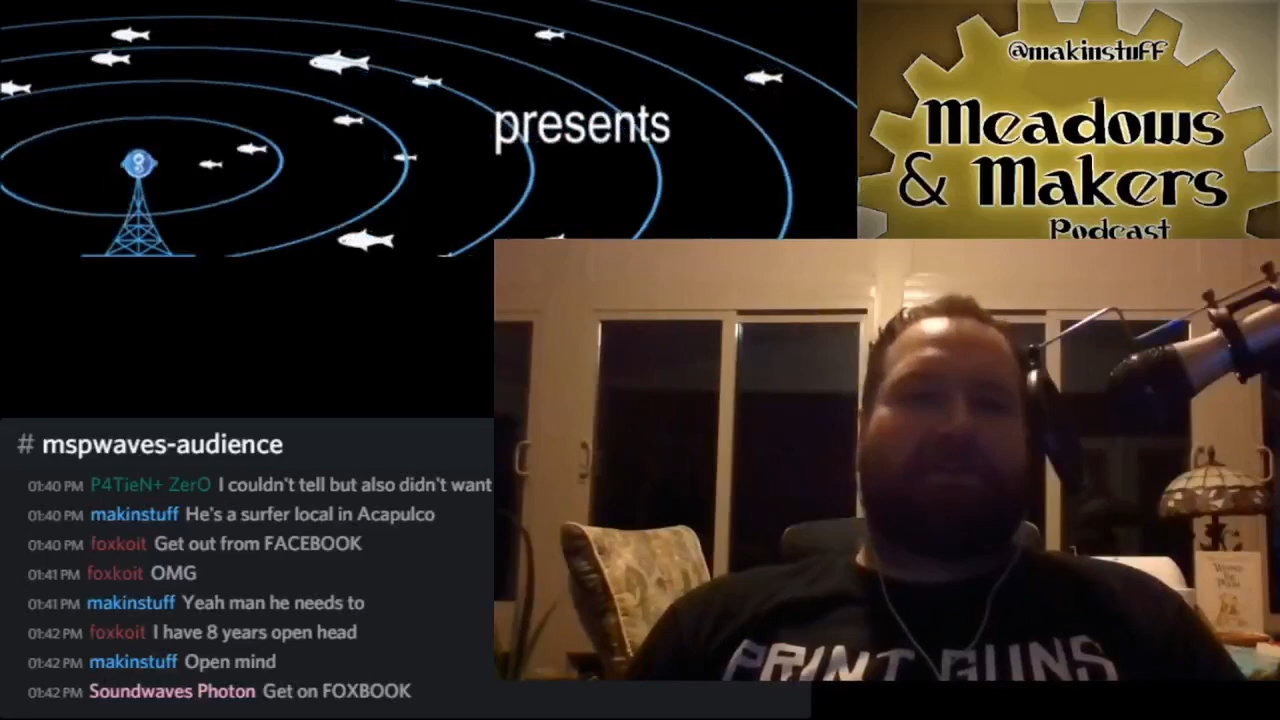 presents
@makinstuff
Meadows
& Makers
Podcast
# mspwaves-audience
01:40 PM P4TieN+ ZerO I couldn't tell but also didn't want
01:40 PM makinstuff He's a surfer local in Acapulco
01:40 PM foxkoit Get out from FACEBOOK
01:41 PM foxkoit OMG
01:41 PM makinstuff Yeah man he needs to
01:42 PM foxkoit I have 8 years open head
01:42 PM makinstuff Open mind
01:42 PM Soundwaves Photon Get on FOXBOOK
PRINT GUNS